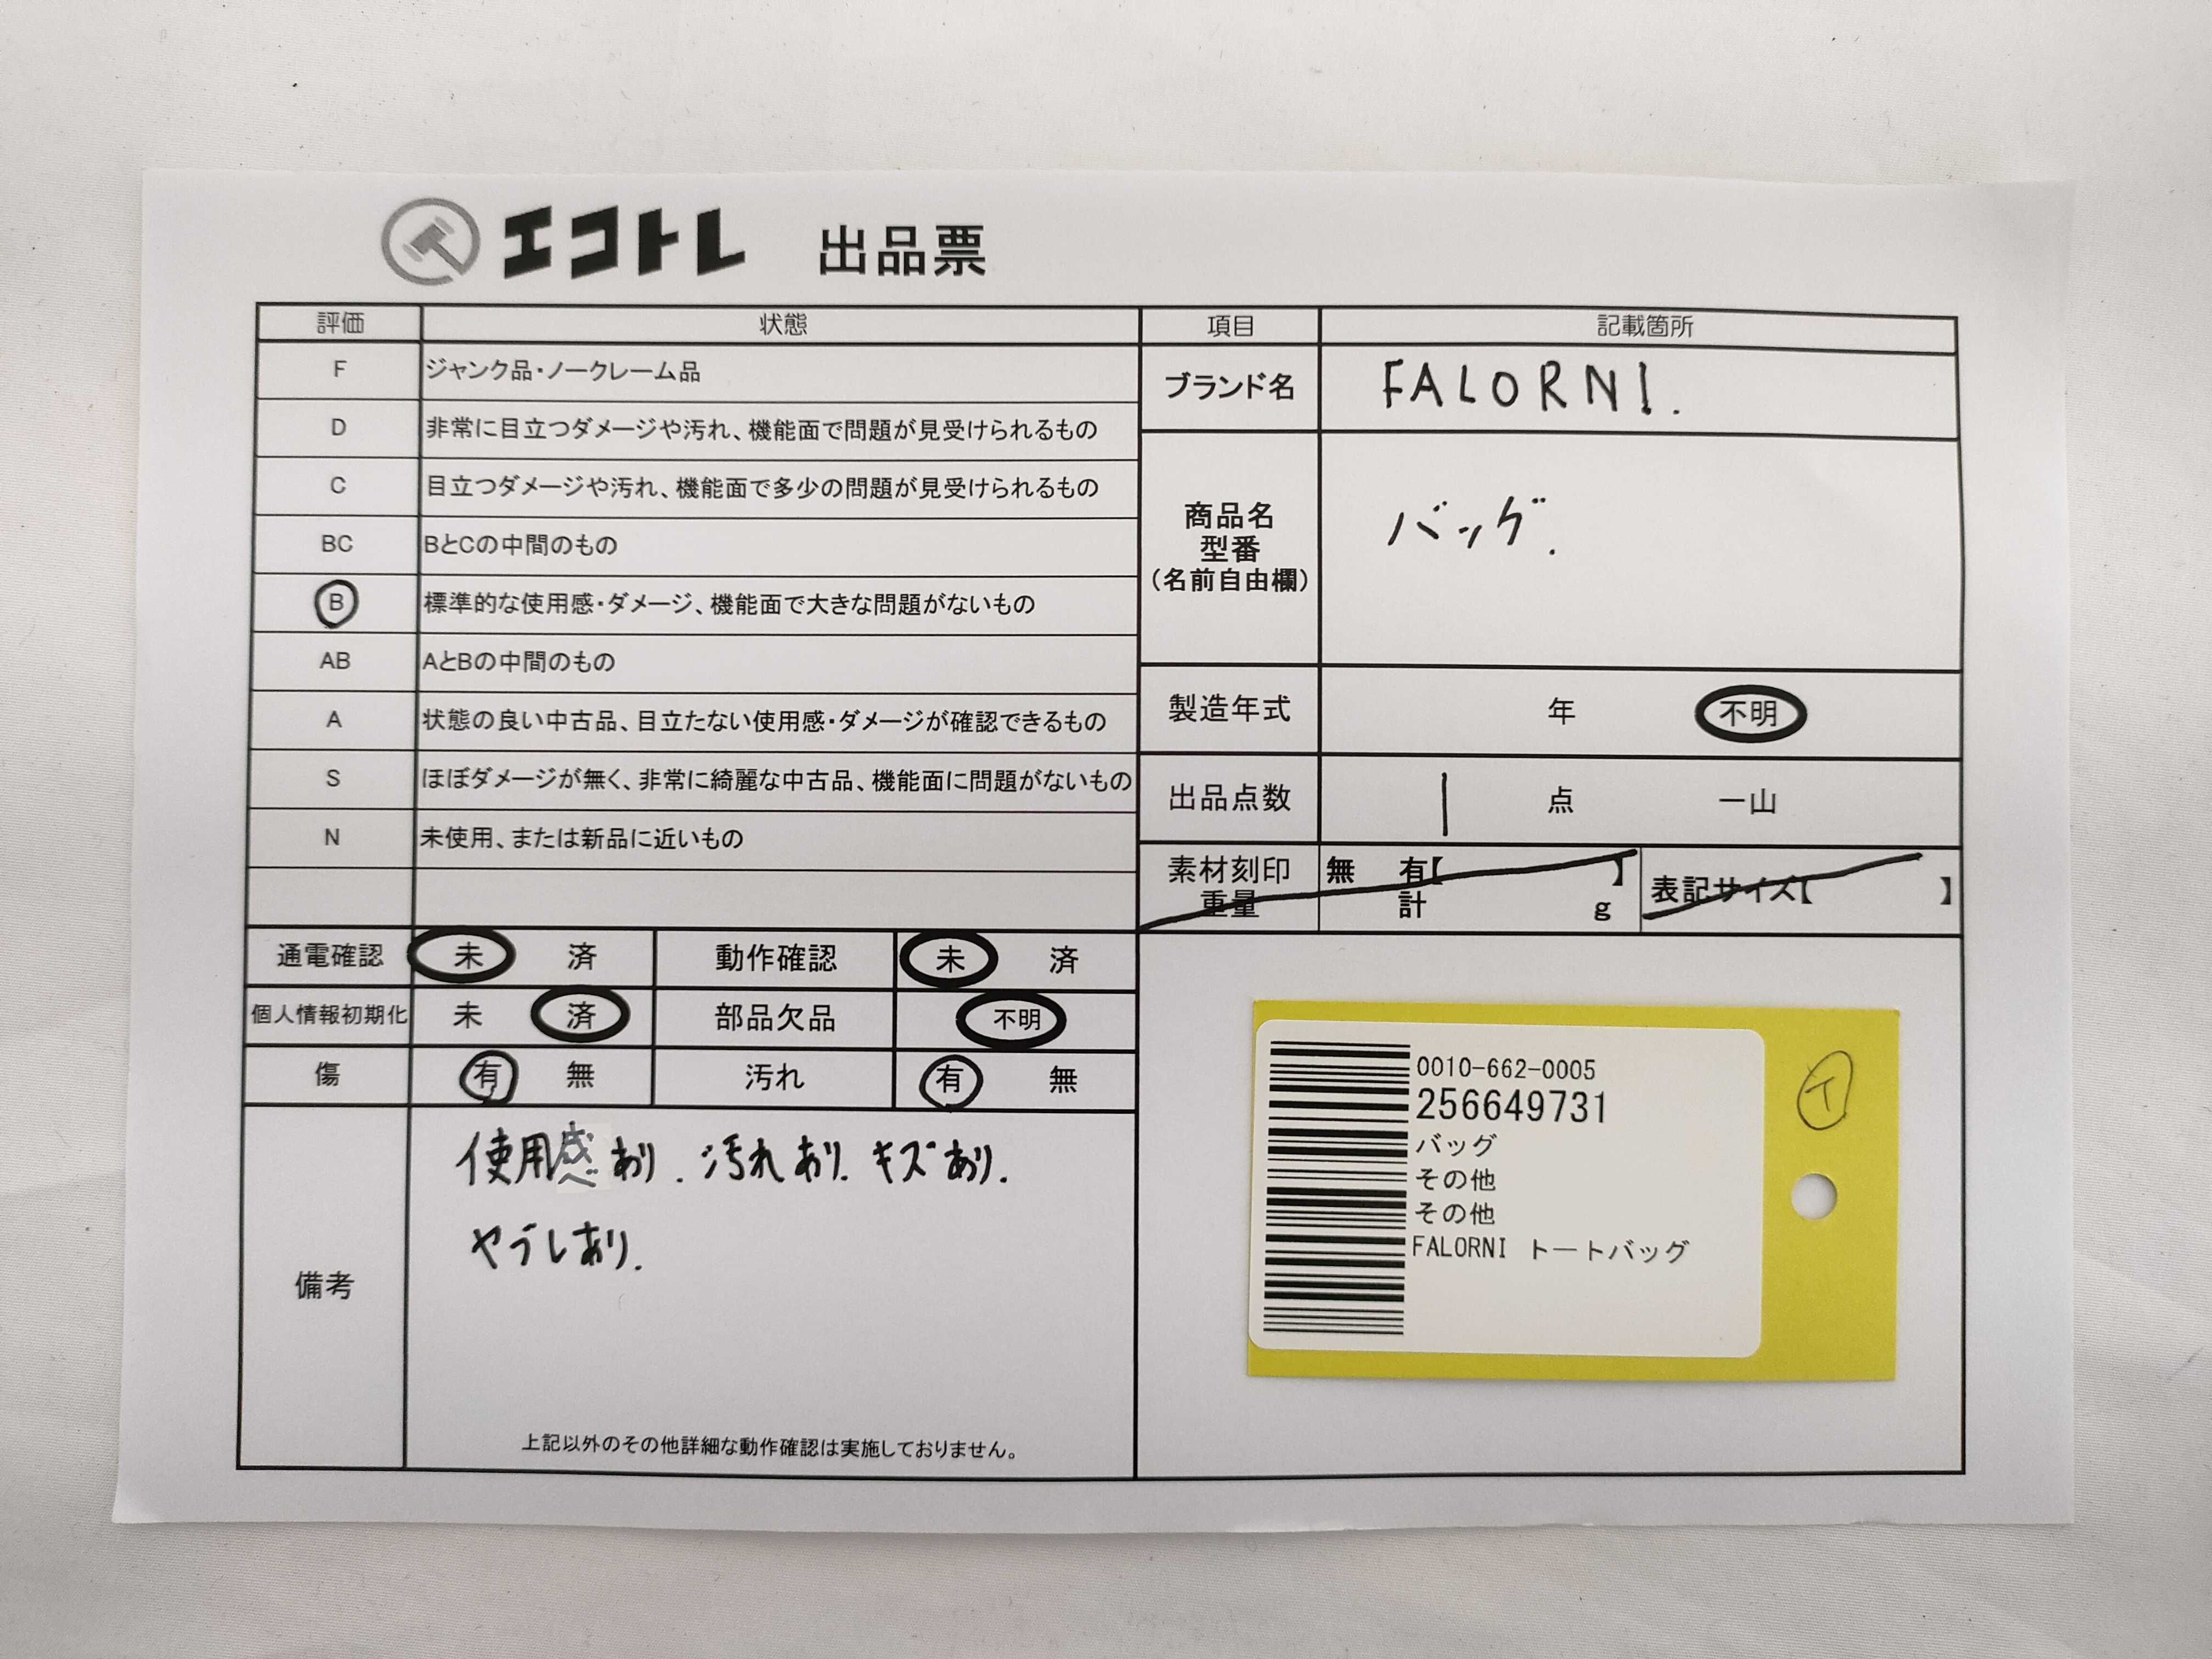 エコトレ 出品票
評価 状態
F ジャンク品・ノークレーム品
D 非常に目立つダメージや汚れ、機能面で問題が見受けられるもの
C 目立つダメージや汚れ、機能面で多少の問題が見受けられるもの
BC BとCの中間のもの
B 標準的な使用感・ダメージ、機能面で大きな問題がないもの
AB AとBの中間のもの
A 状態の良い中古品、目立たない使用感・ダメージが確認できるもの
S ほぼダメージが無く、非常に綺麗な中古品、機能面に問題がないもの
N 未使用、または新品に近いもの
項目 記載箇所
ブランド名 FALORNI.
商品名
型番
(名前自由欄)
バッグ.
製造年式 年 不明
出品点数 1 点 一山
素材刻印 無 有【 】
重量 計 g
表記サイズ【 】
通電確認 未 済 動作確認 未 済
個人情報初期化 未 済 部品欠品 不明
傷 有 無 汚れ 有 無
備考
使用感あり. 汚れあり. キズあり.
ヤブレあり.
上記以外のその他詳細な動作確認は実施しておりません。
0010-662-0005
256649731
バッグ
その他
その他
FALORNI トートバッグ
イ